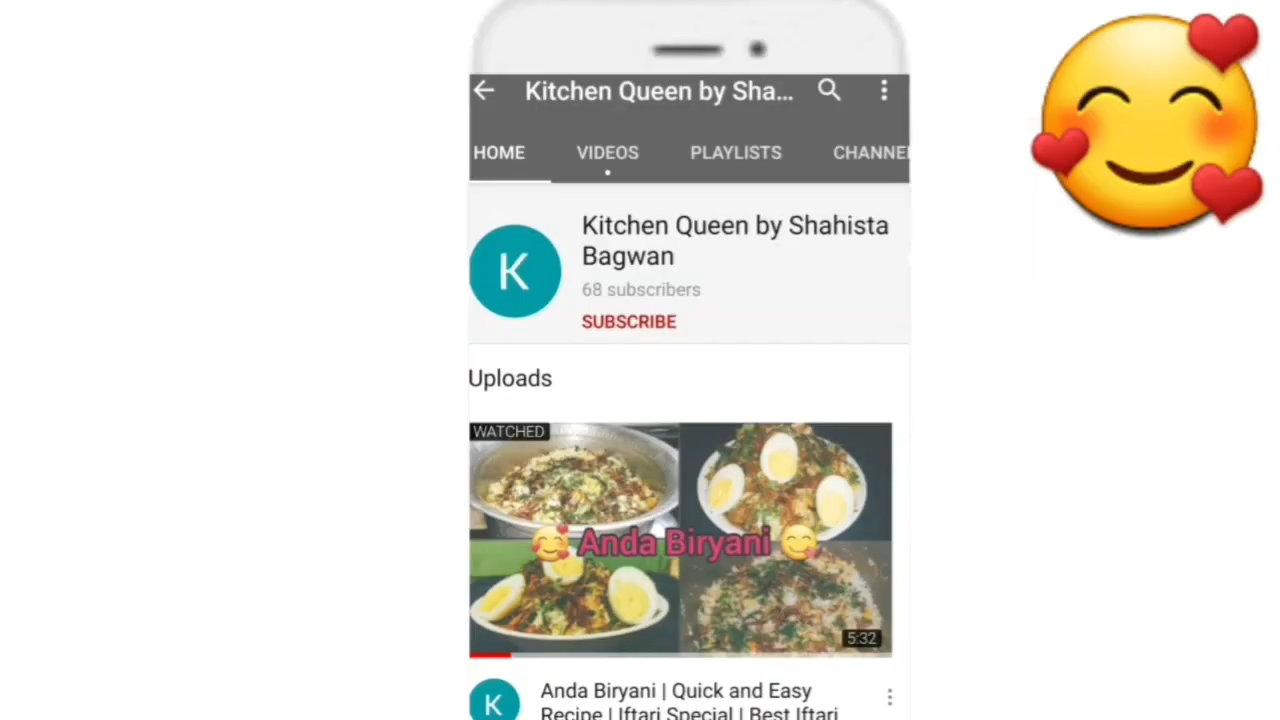 Kitchen Queen by Sha...
HOME VIDEOS PLAYLISTS CHANNEL
K
Kitchen Queen by Shahista
Bagwan
68 subscribers
SUBSCRIBE
Uploads
WATCHED
Anda Biryani
5:32
K
Anda Biryani | Quick and Easy
Recipe | Iftari Special | Best Iftari